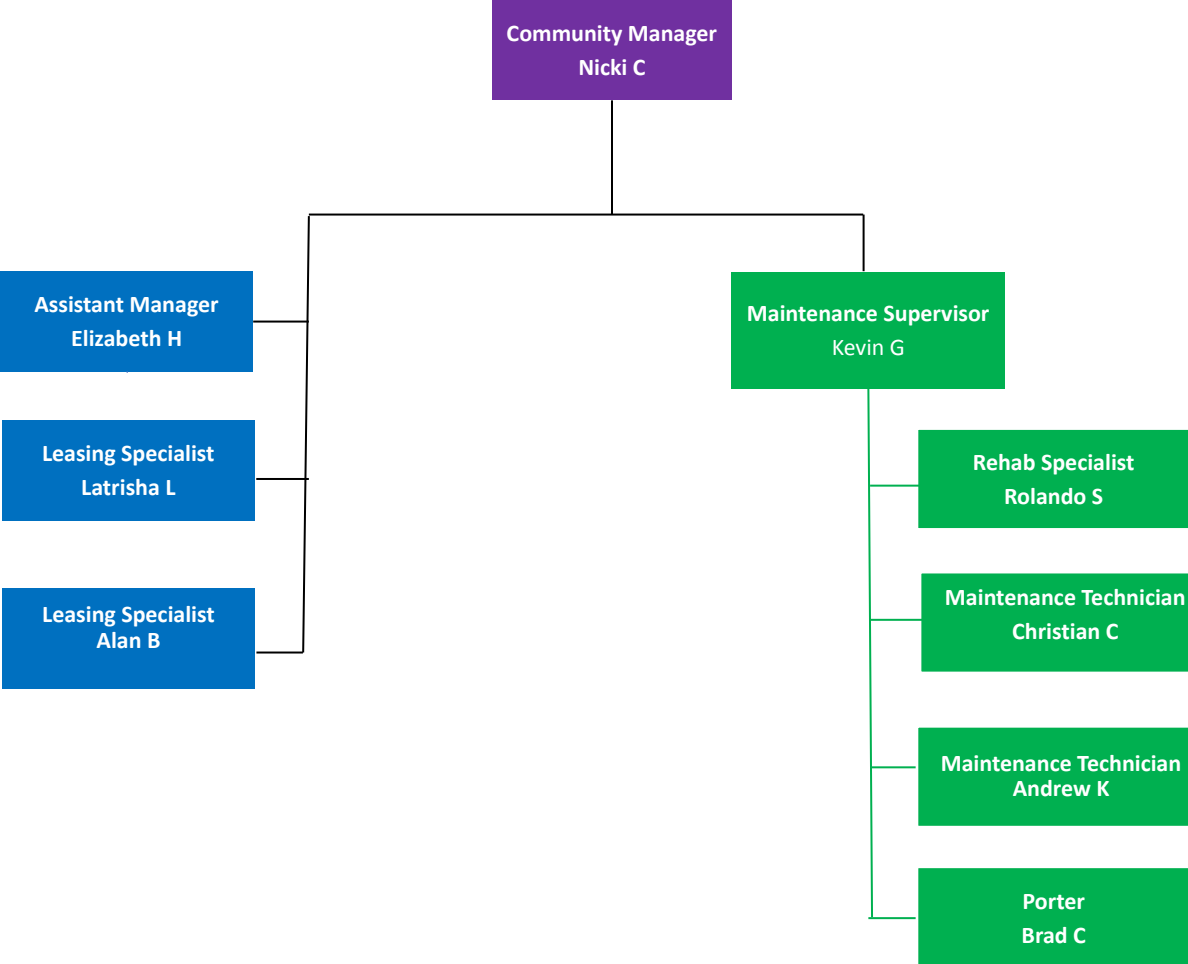 Community Manager
Nicki C
Assistant Manager
Elizabeth H
Leasing Specialist
Latrisha L
Leasing Specialist
Alan B
Maintenance Supervisor
Kevin G
Rehab Specialist
Rolando S
Maintenance Technician
Christian C
Maintenance Technician
Andrew K
Porter
Brad C